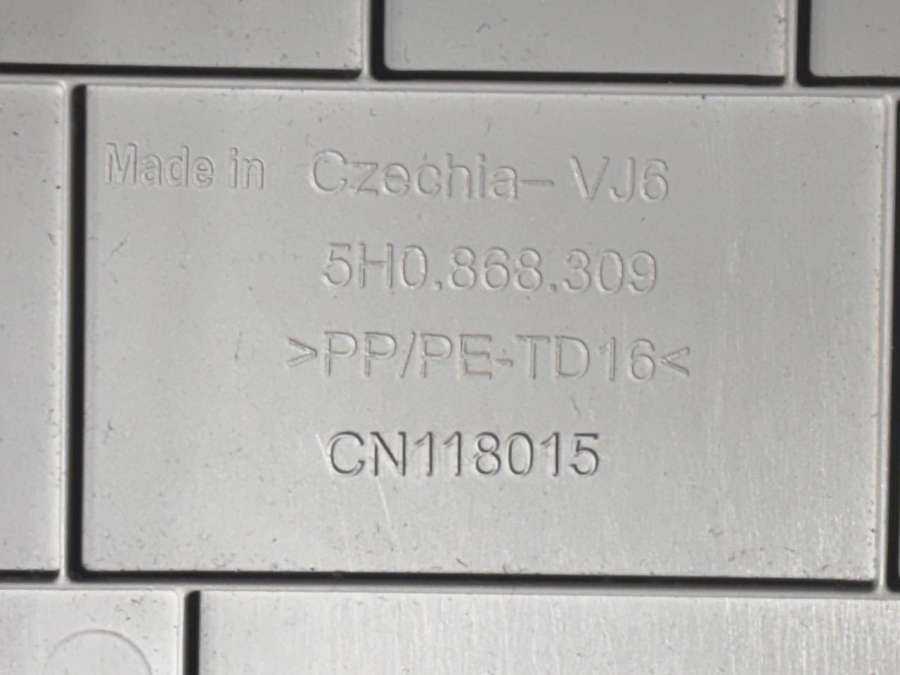 Made in Czechia- VJ6
5H0.868.309
>PP/PE-TD16<
CN118015